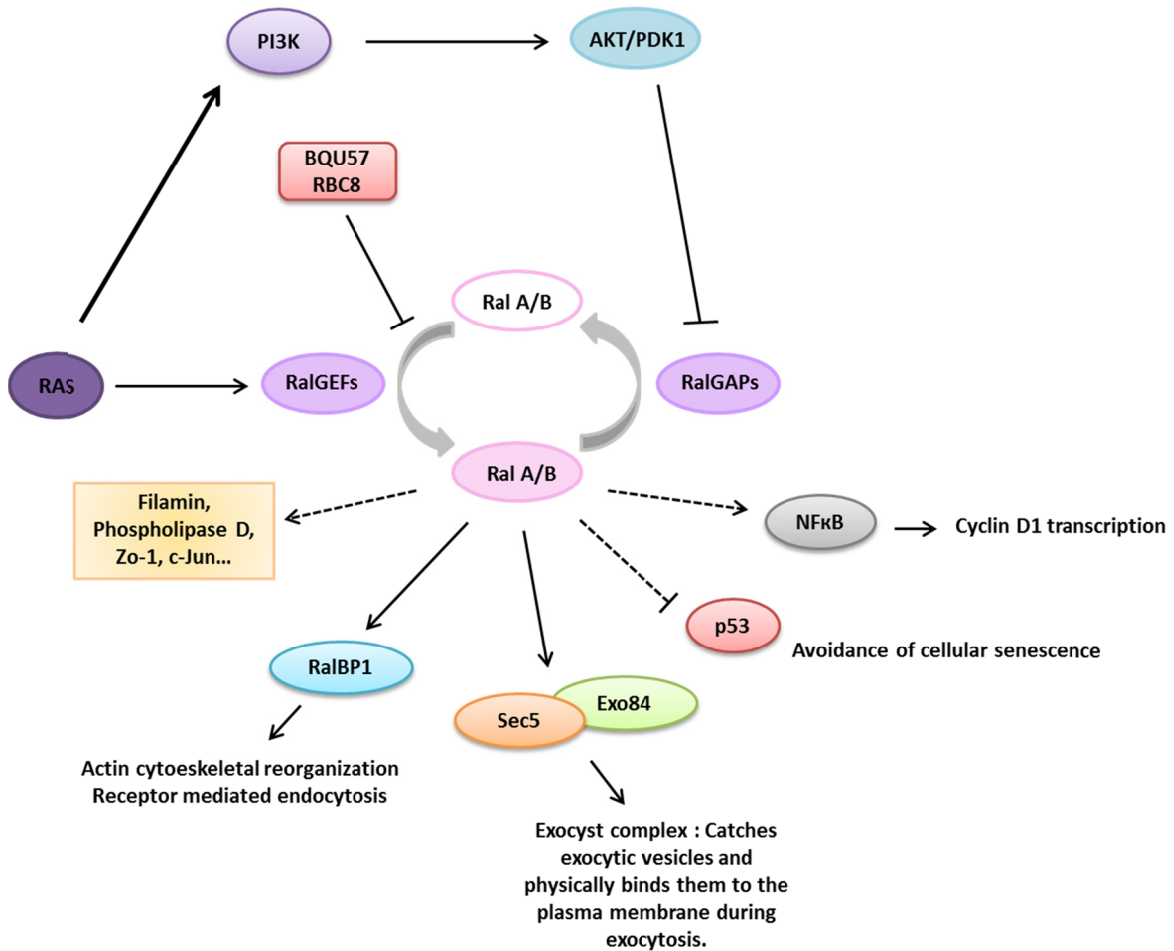 PI3K
AKT/PDK1
BQU57
RBC8
Ral A/B
RAS
RalGEFs
RalGAPs
Ral A/B
Filamin,
Phospholipase D,
Zo-1, c-Jun...
NFκB
Cyclin D1 transcription
p53
Avoidance of cellular senescence
RalBP1
Sec5
Exo84
Actin cytoeskeletal reorganization
Receptor mediated endocytosis
Exocyst complex : Catches
exocytic vesicles and
physically binds them to the
plasma membrane during
exocytosis.